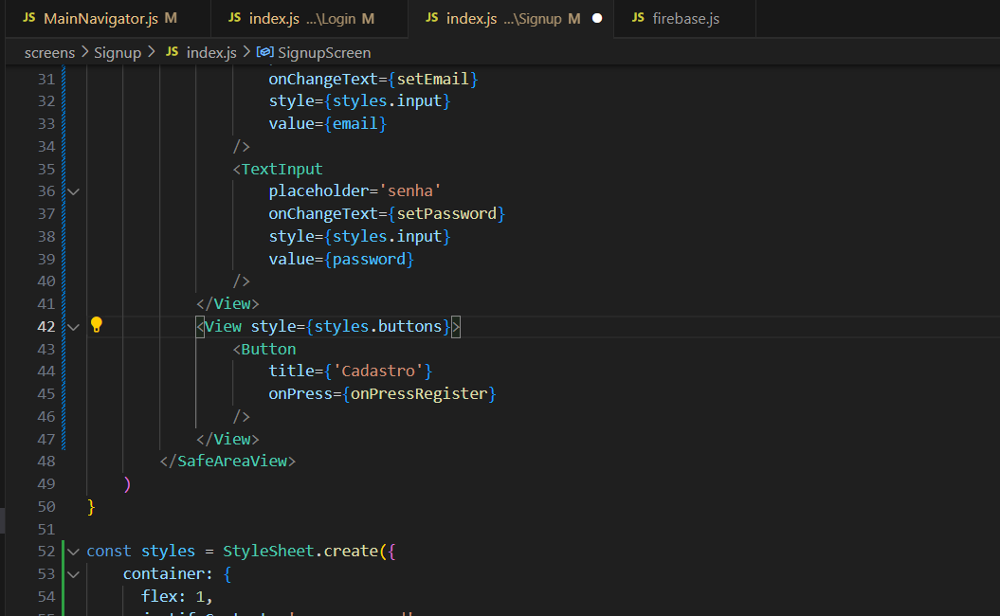 JS MainNavigator.js M JS index.js ...\Login M JS index.js ...\Signup M JS firebase.js
screens > Signup > JS index.js > SignupScreen
31 onChangeText={setEmail}
32 style={styles.input}
33 value={email}
34 />
35 <TextInput
36 placeholder='senha'
37 onChangeText={setPassword}
38 style={styles.input}
39 value={password}
40 />
41 </View>
42 <View style={styles.buttons}>
43 <Button
44 title={'Cadastro'}
45 onPress={onPressRegister}
46 />
47 </View>
48 </SafeAreaView>
49 )
50 }
51
52 const styles = StyleSheet.create({
53 container: {
54 flex: 1,